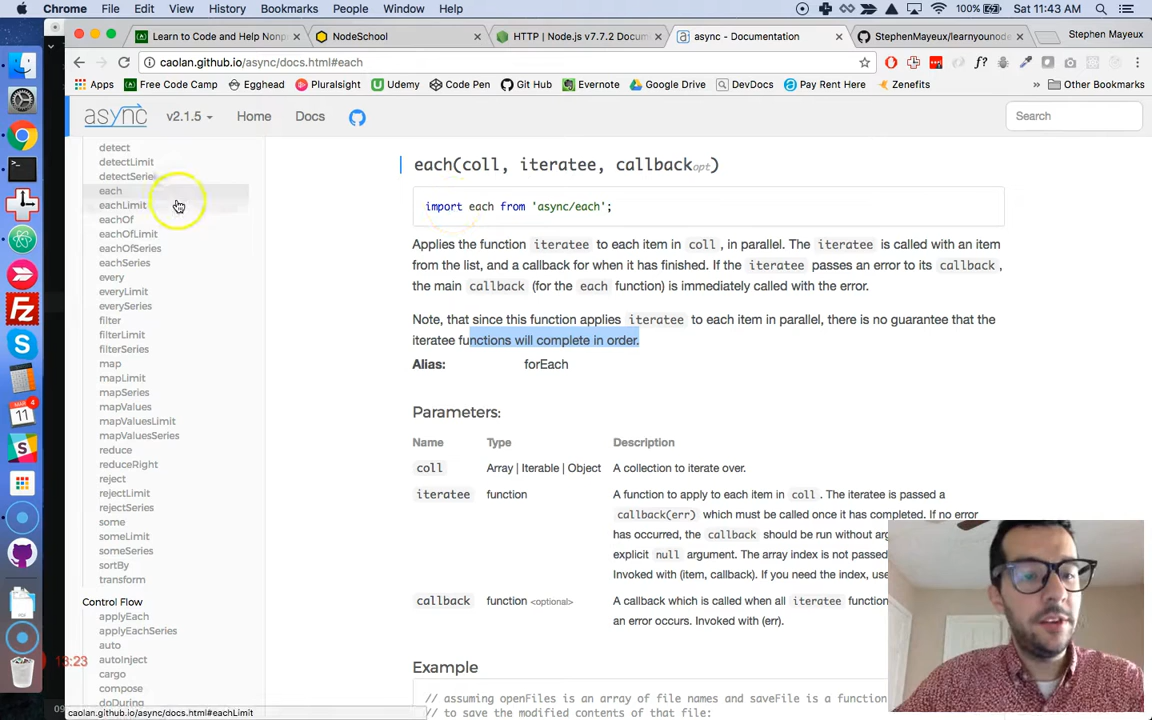 Chrome File Edit View History Bookmarks People Window Help
100% Sat 11:43 AM
Learn to Code and Help Nonp
NodeSchool
HTTP | Node.js v7.7.2 Docum
async - Documentation
StephenMayeux/learnyounode
Stephen Mayeux
caolan.github.io/async/docs.html#each
Apps Free Code Camp Egghead Pluralsight Udemy Code Pen Git Hub Evernote Google Drive DevDocs Pay Rent Here Zenefits » Other Bookmarks
async v2.1.5 Home Docs Search
detect
detectLimit
detectSerie
each
eachLimit
eachOf
eachOfLimit
eachOfSeries
eachSeries
every
everyLimit
everySeries
filter
filterLimit
filterSeries
map
mapLimit
mapSeries
mapValues
mapValuesLimit
mapValuesSeries
reduce
reduceRight
reject
rejectLimit
rejectSeries
some
someLimit
someSeries
sortBy
transform
Control Flow
applyEach
applyEachSeries
auto
autoInject
cargo
compose
doDuring
each(coll, iteratee, callbackopt)
import each from 'async/each';
Applies the function iteratee to each item in coll , in parallel. The iteratee is called with an item
from the list, and a callback for when it has finished. If the iteratee passes an error to its callback ,
the main callback (for the each function) is immediately called with the error.
Note, that since this function applies iteratee to each item in parallel, there is no guarantee that the
iteratee functions will complete in order.
Alias: forEach
Parameters:
Name Type Description
coll Array | Iterable | Object A collection to iterate over.
iteratee function A function to apply to each item in coll . The iteratee is passed a
callback(err) which must be called once it has completed. If no error
has occurred, the callback should be run without ar
explicit null argument. The array index is not passed
Invoked with (item, callback). If you need the index, use
callback function <optional> A callback which is called when all iteratee function
an error occurs. Invoked with (err).
Example
// assuming openFiles is an array of file names and saveFile is a function
// to save the modified contents of that file:
caolan.github.io/async/docs.html#eachLimit
MAR
11
4
23
09